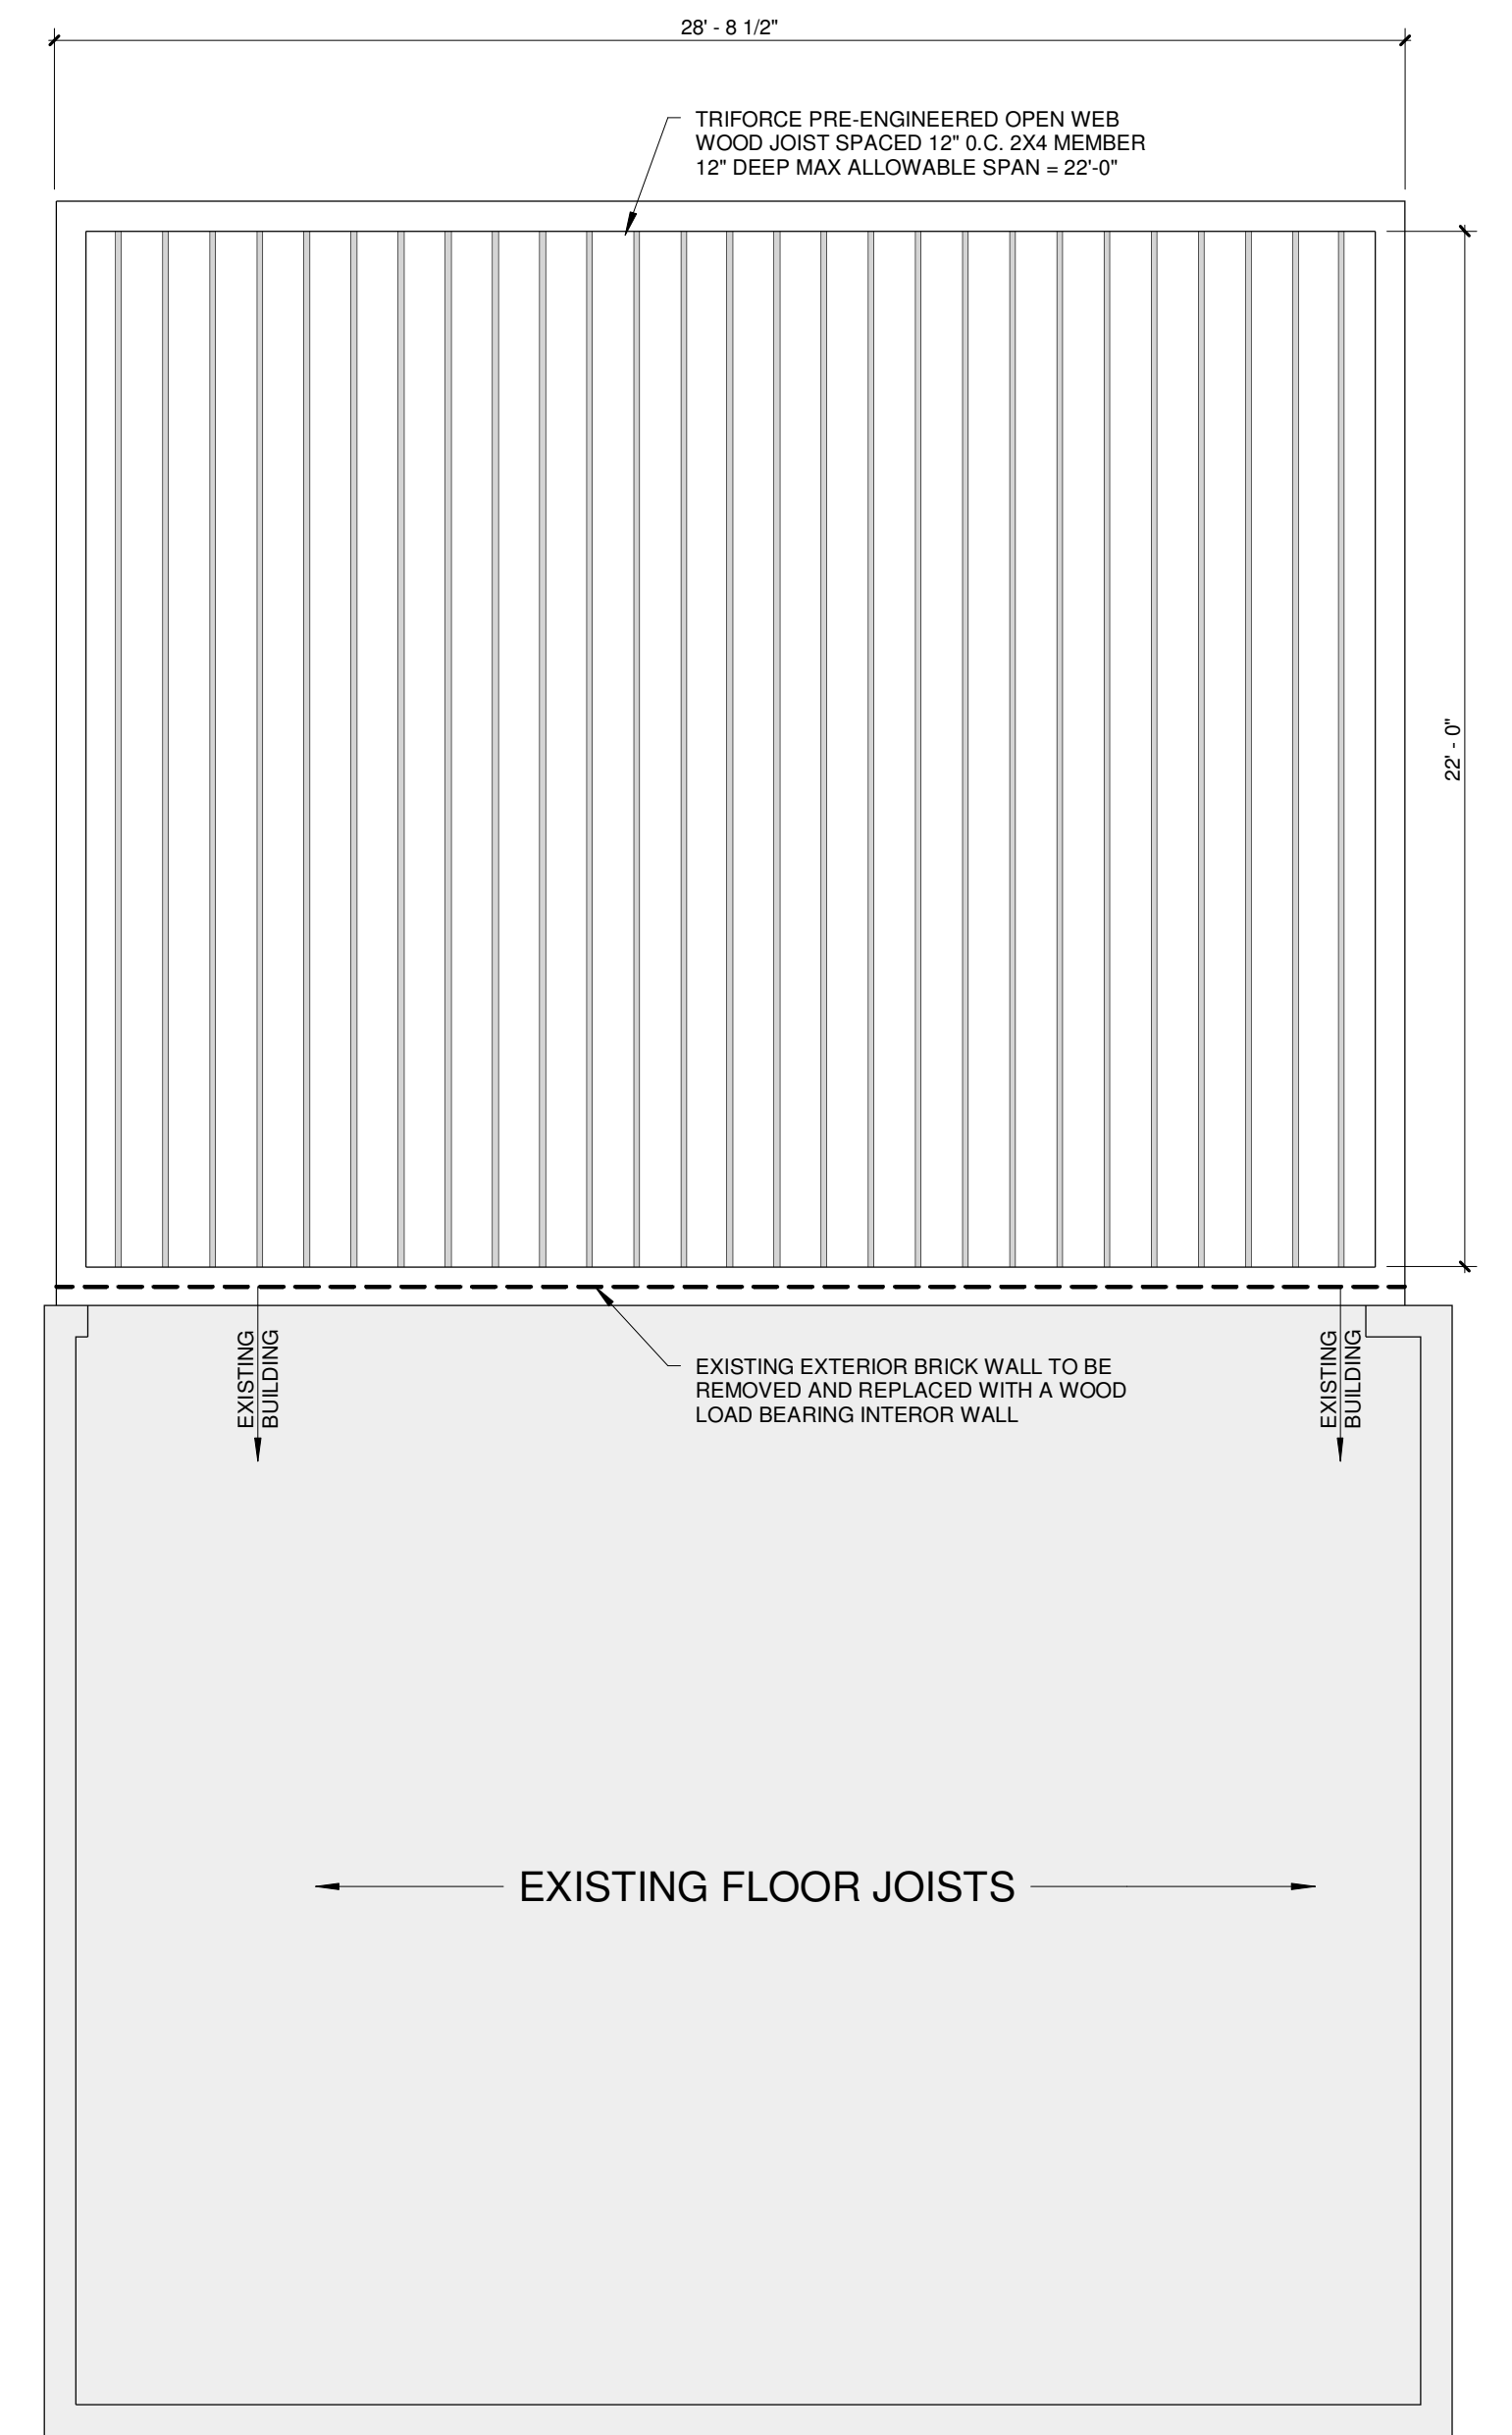 28' - 8 1/2"
TRIFORCE PRE-ENGINEERED OPEN WEB
WOOD JOIST SPACED 12" 0.C. 2X4 MEMBER
12" DEEP MAX ALLOWABLE SPAN = 22'-0"
22' - 0"
EXISTING
BUILDING
EXISTING EXTERIOR BRICK WALL TO BE
REMOVED AND REPLACED WITH A WOOD
LOAD BEARING INTEROR WALL
EXISTING
BUILDING
EXISTING FLOOR JOISTS